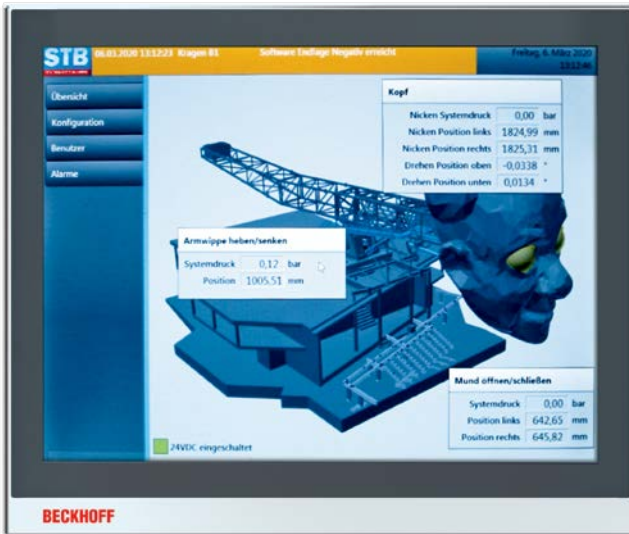 STB
06.03.2020 13:12:23 Kragen B1 Software Endlage Negativ erreicht
Freitag, 6. März 2020
13:12:46
Übersicht
Konfiguration
Benutzer
Alarme
Kopf
Nicken Systemdruck 0,00 bar
Nicken Position links 1824,99 mm
Nicken Position rechts 1825,31 mm
Drehen Position oben -0,0338 °
Drehen Position unten 0,0134 °
Armwippe heben/senken
Systemdruck 0,12 bar
Position 1005,51 mm
Mund öffnen/schließen
Systemdruck 0,00 bar
Position links 642,65 mm
Position rechts 645,82 mm
24VDC eingeschaltet
BECKHOFF